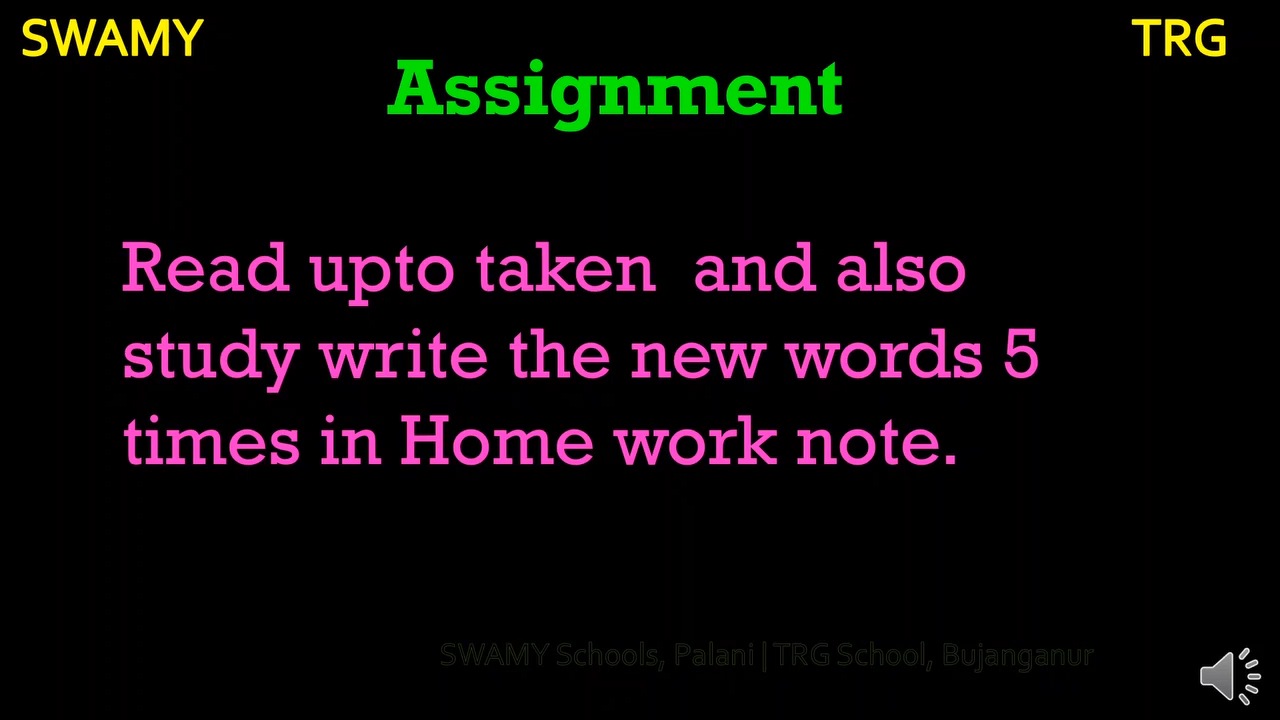 SWAMY
TRG
Assignment
Read upto taken  and also
study write the new words 5
times in Home work note.
SWAMY Schools, Palani | TRG School, Bujanganur